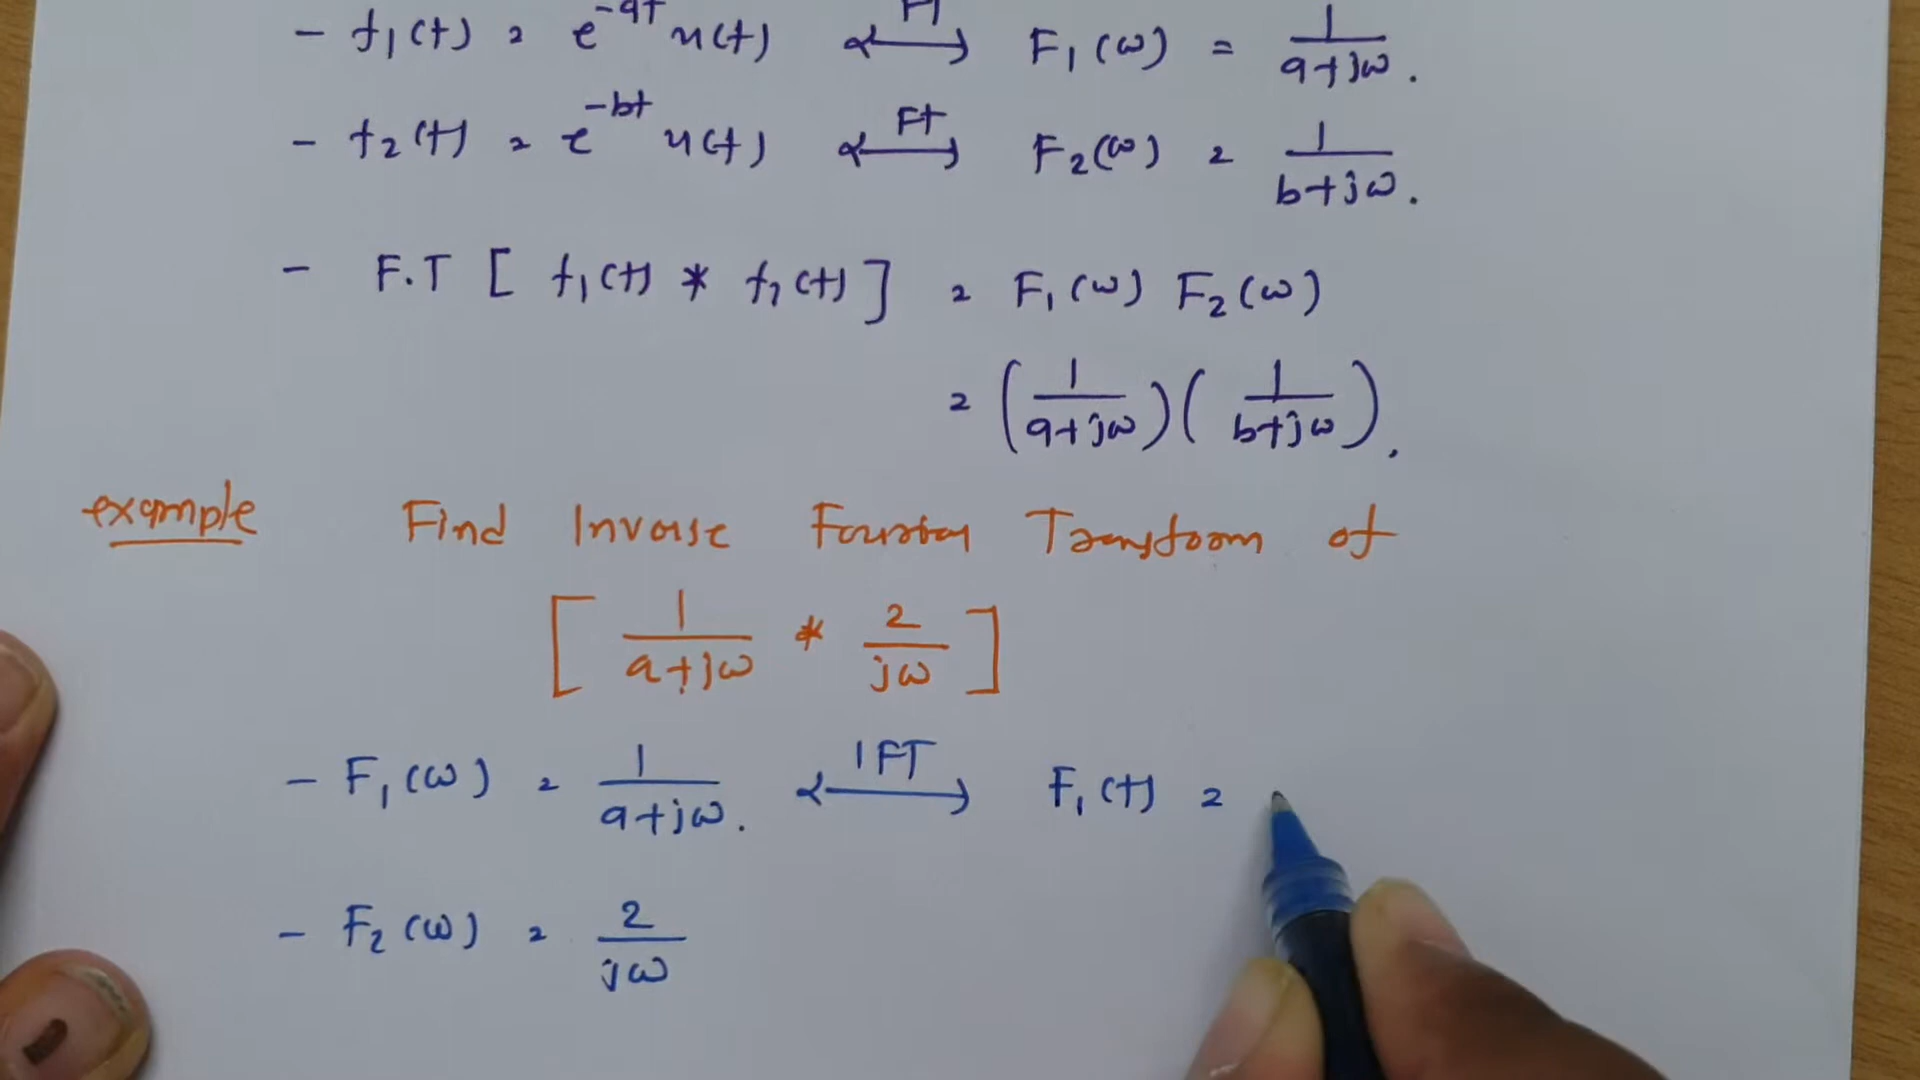 - f₁(t) = e^-at u(t) ↔ FT F₁(ω) = 1/(a+jω).
- f₂(t) = e^-bt u(t) ↔ FT F₂(ω) = 1/(b+jω).
- F.T [ f₁(t) * f₂(t) ] = F₁(ω) F₂(ω)
= (1/(a+jω)) (1/(b+jω)).
example Find Inverse Fourier Transform of
[ 1/(a+jω) * 2/(jω) ]
- F₁(ω) = 1/(a+jω). ↔ IFT F₁(t) =
- F₂(ω) = 2/(jω)